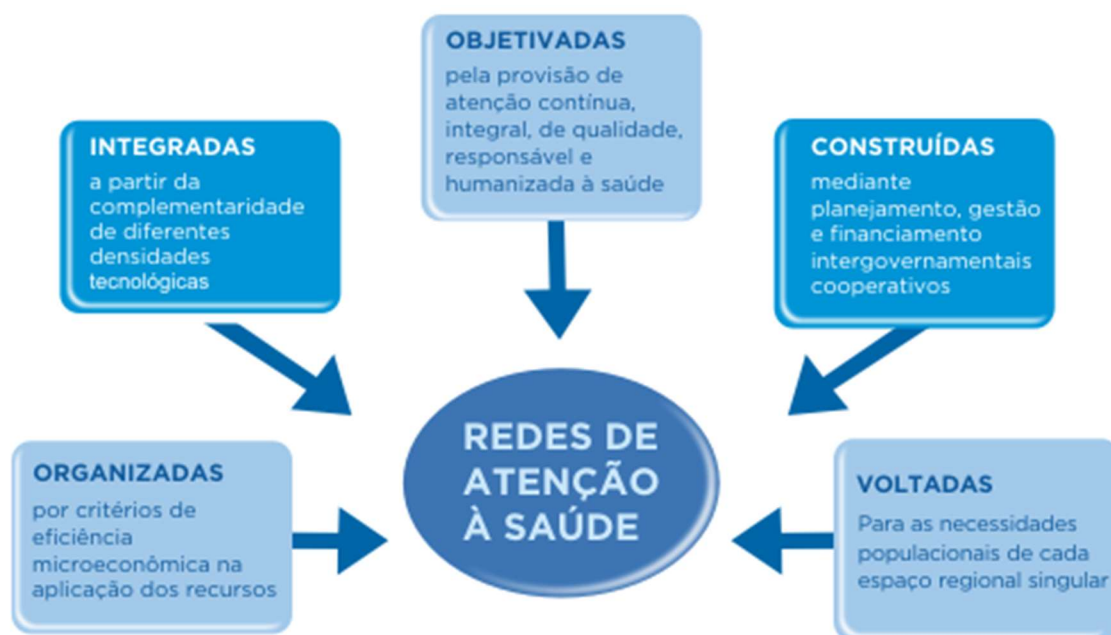 OBJETIVADAS
pela provisão de
atenção contínua,
integral, de qualidade,
responsável e
humanizada à saúde
INTEGRADAS
a partir da
complementaridade
de diferentes
densidades
tecnológicas
CONSTRUÍDAS
mediante
planejamento, gestão
e financiamento
intergovernamentais
cooperativos
REDES DE
ATENÇÃO
À SAÚDE
ORGANIZADAS
por critérios de
eficiência
microeconômica na
aplicação dos recursos
VOLTADAS
Para as necessidades
populacionais de cada
espaço regional singular